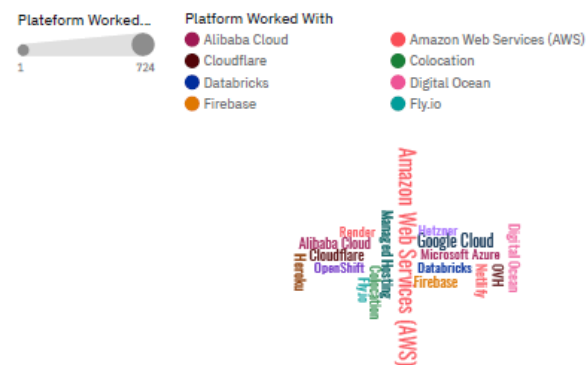 Plateform Worked...
1 724
Platform Worked With
Alibaba Cloud
Amazon Web Services (AWS)
Cloudflare
Colocation
Databricks
Digital Ocean
Firebase
Fly.io
Amazon Web Services (AWS)
Managed Hosting
Render
Hetzner
Google Cloud
Digital Ocean
Alibaba Cloud
Cloudflare
Microsoft Azure
Heroku
OpenShift
Colocation
Databricks
Netlify
OVH
Fly.io
Firebase